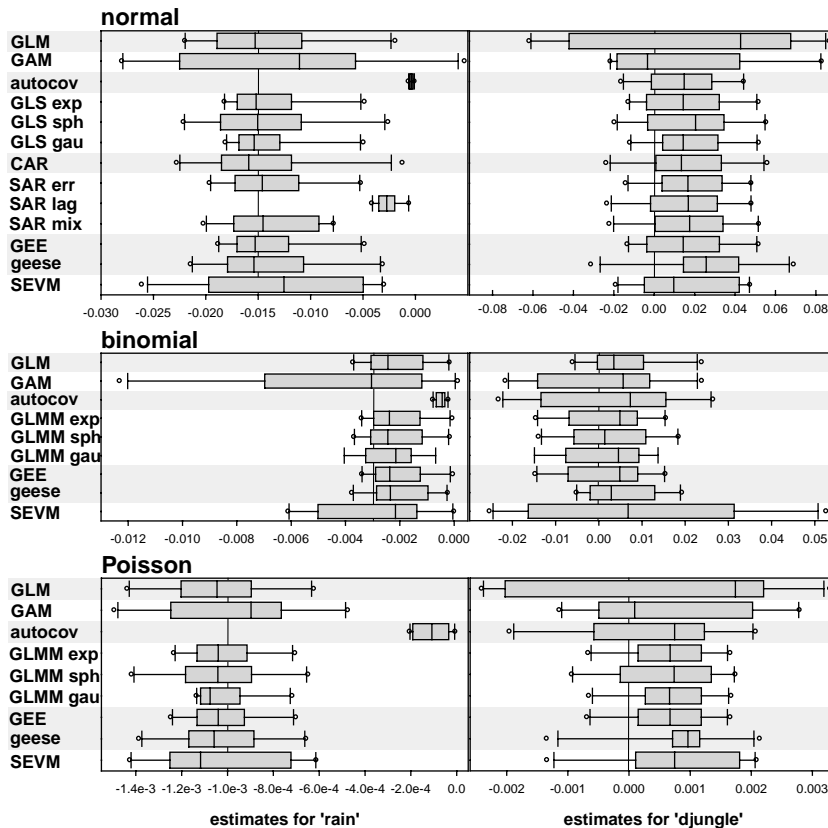 normal
GLM
GAM
autocov
GLS exp
GLS sph
GLS gau
CAR
SAR err
SAR lag
SAR mix
GEE
geese
SEVM
-0.030 -0.025 -0.020 -0.015 -0.010 -0.005 0.000 -0.08 -0.06 -0.04 -0.02 0.00 0.02 0.04 0.06 0.08
binomial
GLM
GAM
autocov
GLMM exp
GLMM sph
GLMM gau
GEE
geese
SEVM
-0.012 -0.010 -0.008 -0.006 -0.004 -0.002 0.000 -0.02 -0.01 0.00 0.01 0.02 0.03 0.04 0.05
Poisson
GLM
GAM
autocov
GLMM exp
GLMM sph
GLMM gau
GEE
geese
SEVM
-1.4e-3 -1.2e-3 -1.0e-3 -8.0e-4 -6.0e-4 -4.0e-4 -2.0e-4 0.0 -0.002 -0.001 0.000 0.001 0.002 0.003
estimates for 'rain' estimates for 'djungle'